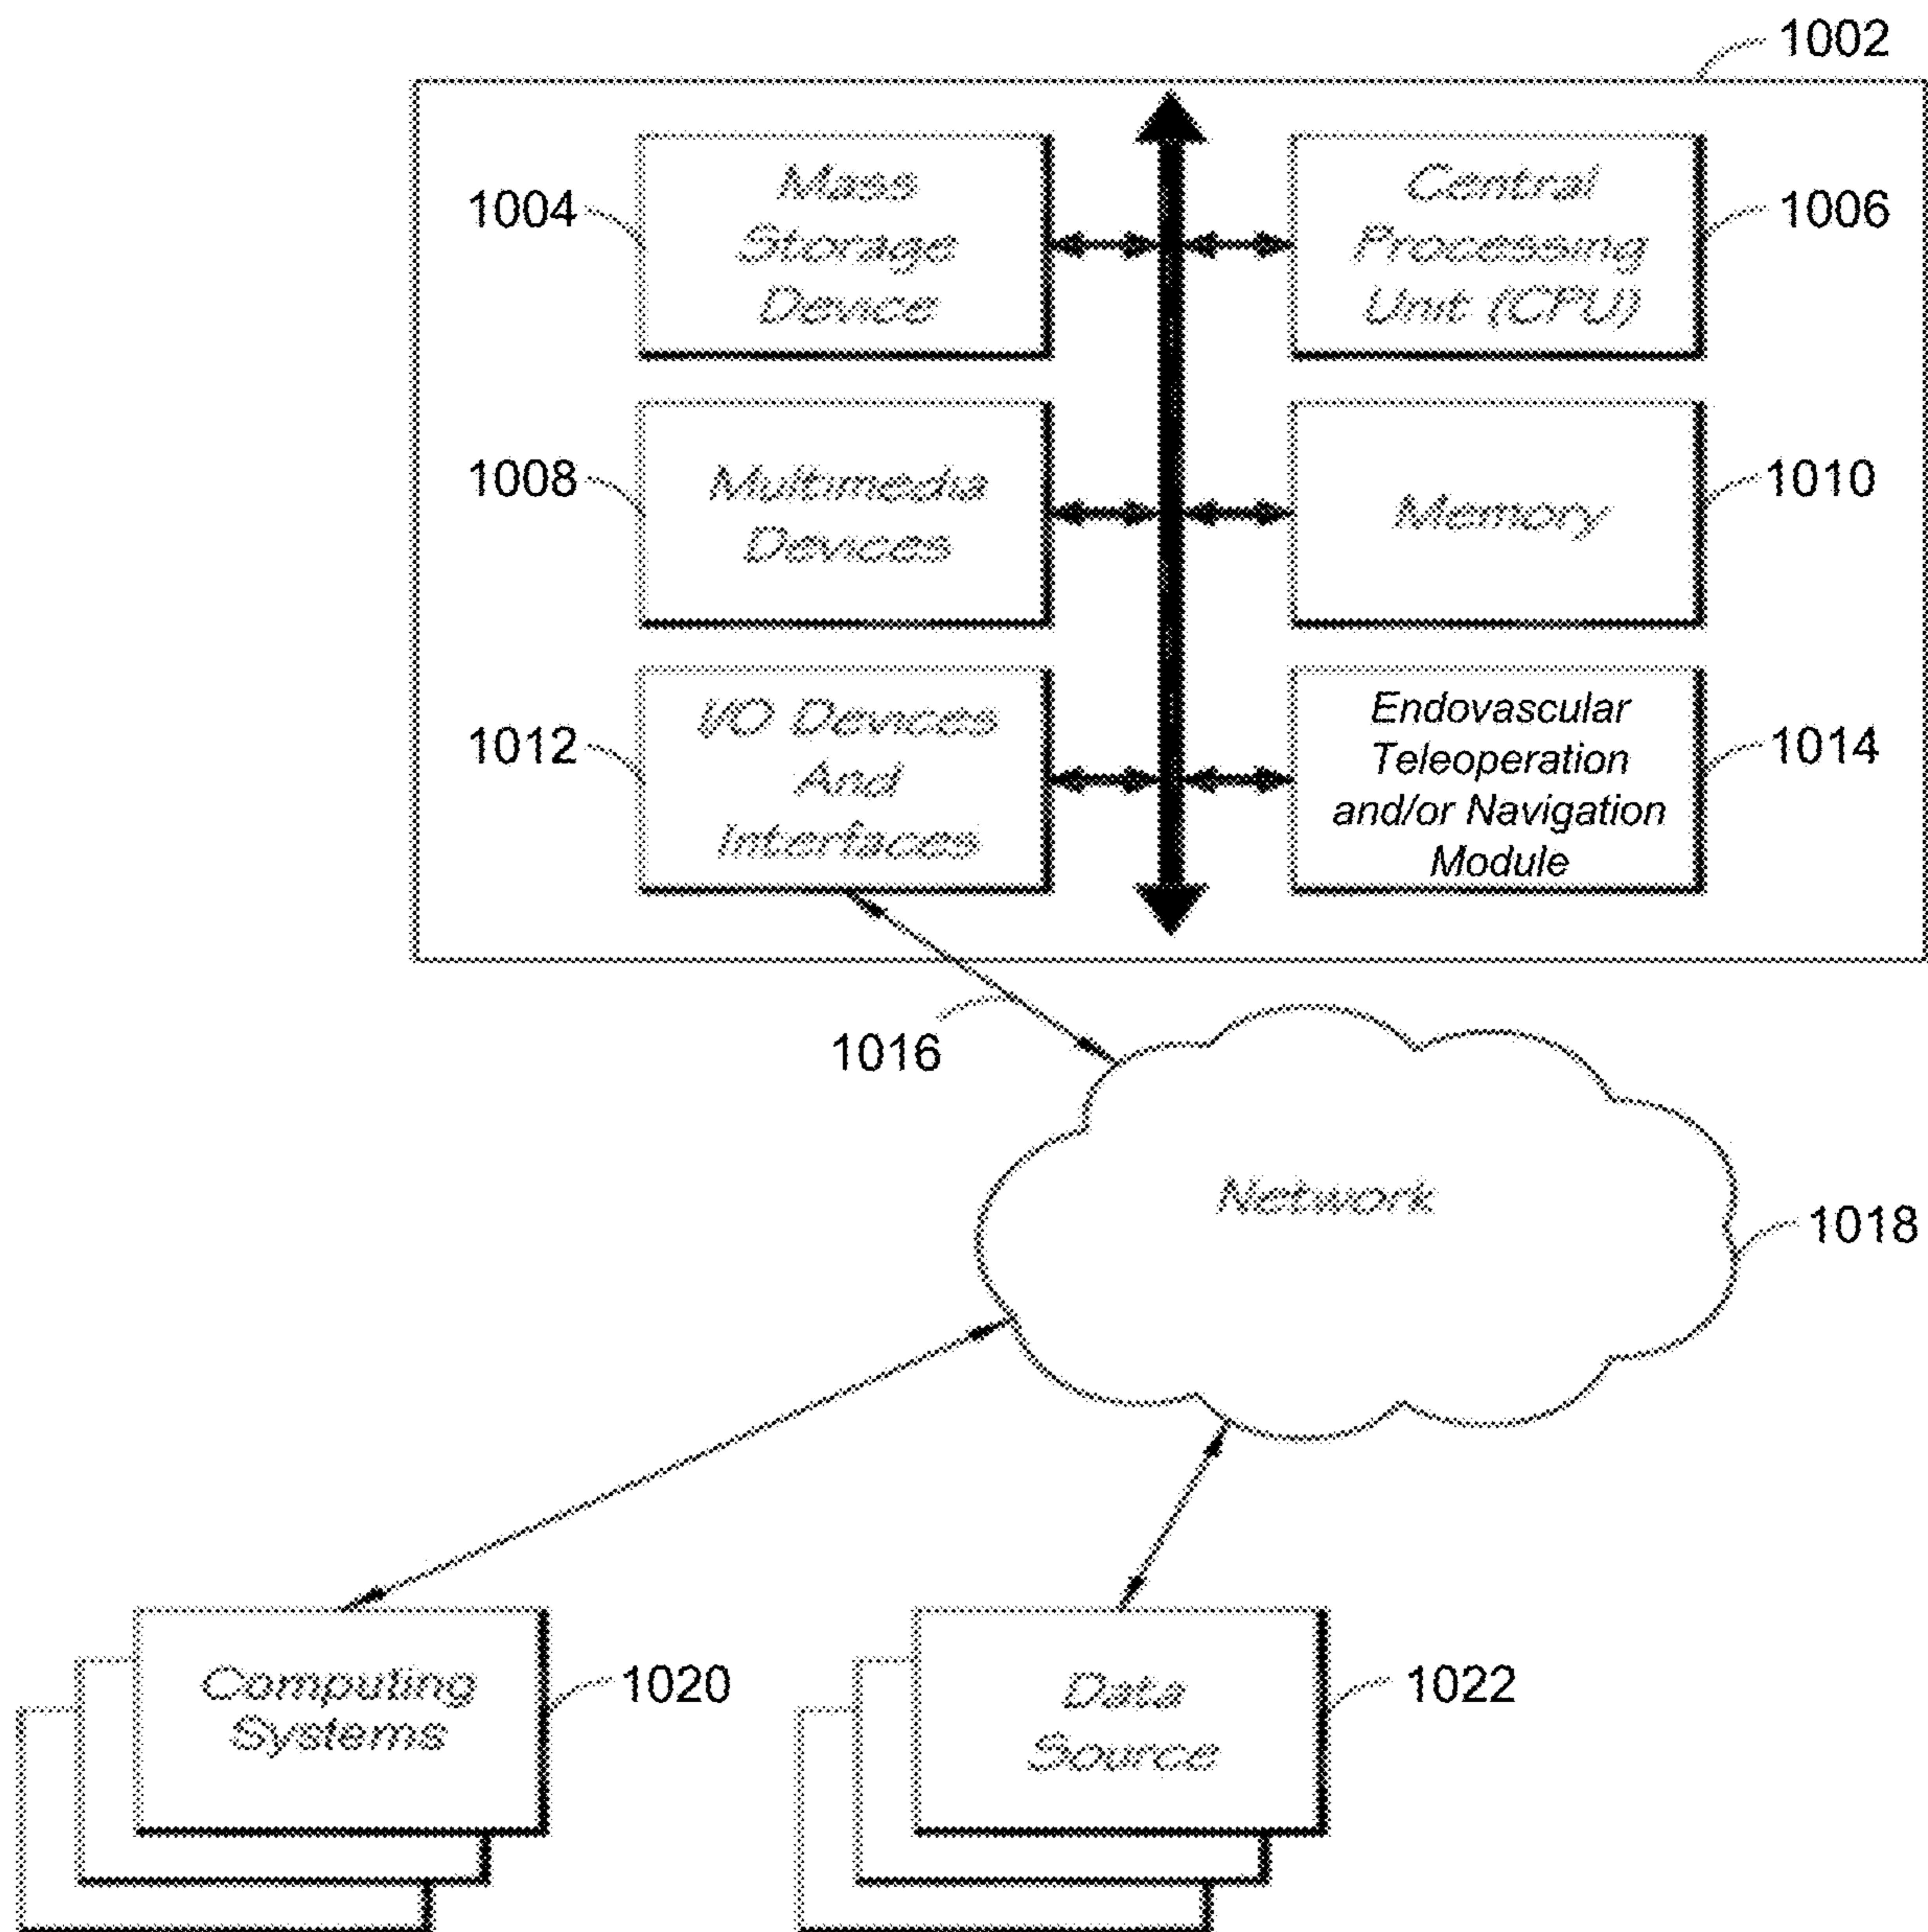 1002
1004
Mass
Storage
Device
Central
Processing
Unit (CPU)
1006
1008
Multimedia
Devices
Memory
1010
1012
I/O Devices
And
Interfaces
Endovascular
Teleoperation
and/or Navigation
Module
1014
1016
Network
1018
Computing
Systems
1020
Data
Source
1022